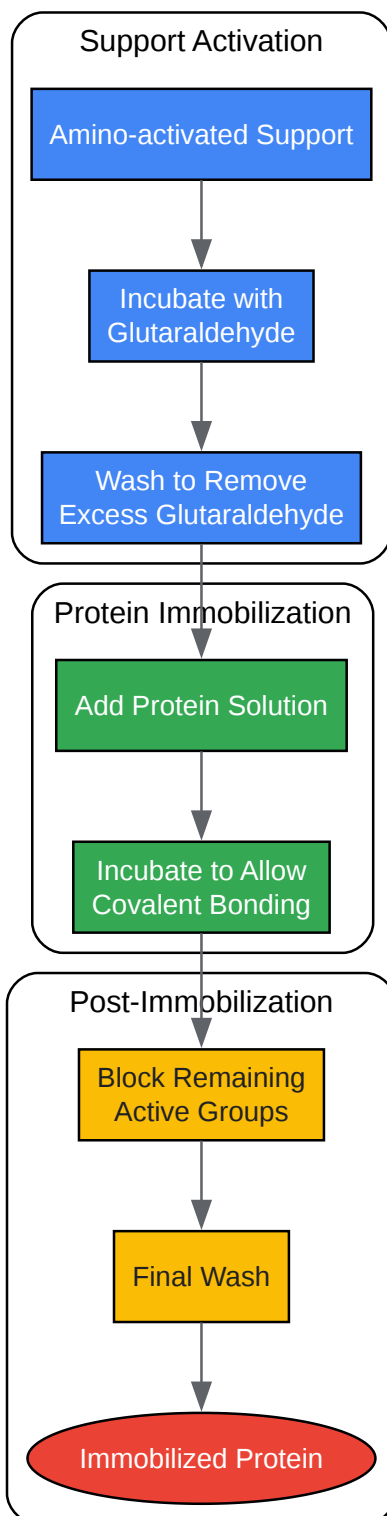 Support Activation
Amino-activated Support
Incubate with
Glutaraldehyde
Wash to Remove
Excess Glutaraldehyde
Protein Immobilization
Add Protein Solution
Incubate to Allow
Covalent Bonding
Post-Immobilization
Block Remaining
Active Groups
Final Wash
Immobilized Protein